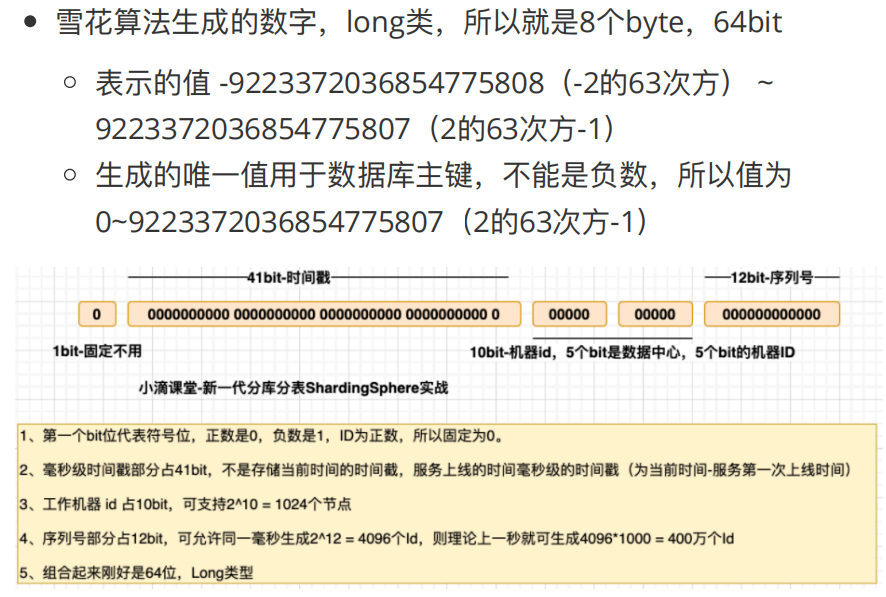 雪花算法生成的数字，long类，所以就是8个byte，64bit
表示的值 -9223372036854775808（-2的63次方） ~
9223372036854775807（2的63次方-1）
生成的唯一值用于数据库主键，不能是负数，所以值为
0~9223372036854775807（2的63次方-1）
41bit-时间戳
12bit-序列号
0
0000000000 0000000000 0000000000 0000000000 0
00000
00000
000000000000
1bit-固定不用
10bit-机器id，5个bit是数据中心，5个bit的机器ID
小滴课堂-新一代分库分表ShardingSphere实战
1、第一个bit位代表符号位，正数是0，负数是1，ID为正数，所以固定为0。
2、毫秒级时间戳部分占41bit，不是存储当前时间的时间戳，服务上线的时间毫秒级的时间戳（为当前时间-服务第一次上线时间）
3、工作机器 id 占10bit，可支持2^10 = 1024个节点
4、序列号部分占12bit，可允许同一毫秒生成2^12 = 4096个Id，则理论上一秒就可生成4096*1000 = 400万个Id
5、组合起来刚好是64位，Long类型